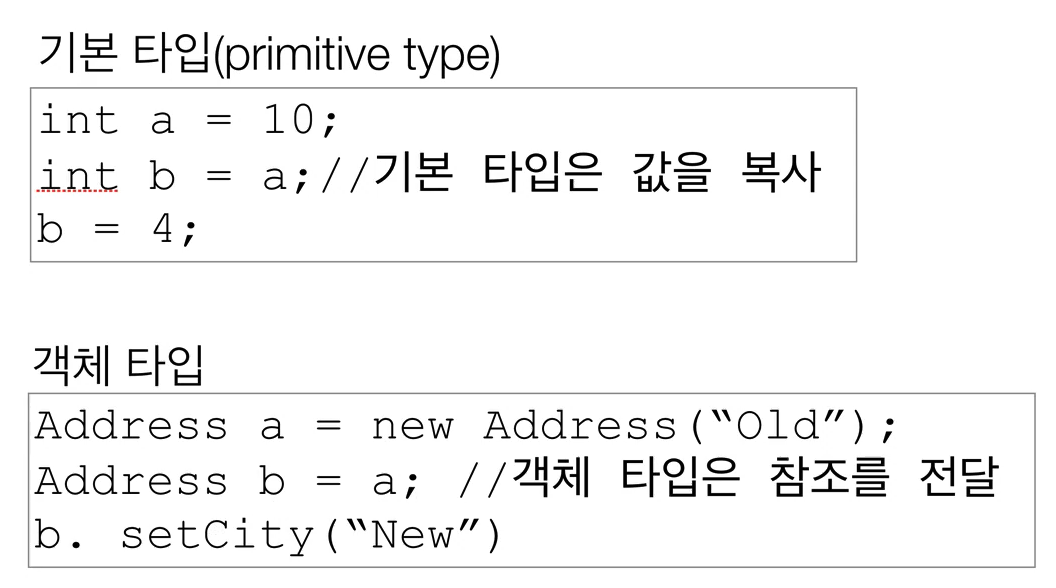 기본 타입(primitive type)
int a = 10;
int b = a;//기본 타입은 값을 복사
b = 4;
객체 타입
Address a = new Address(“Old”);
Address b = a; //객체 타입은 참조를 전달
b. setCity(“New”)